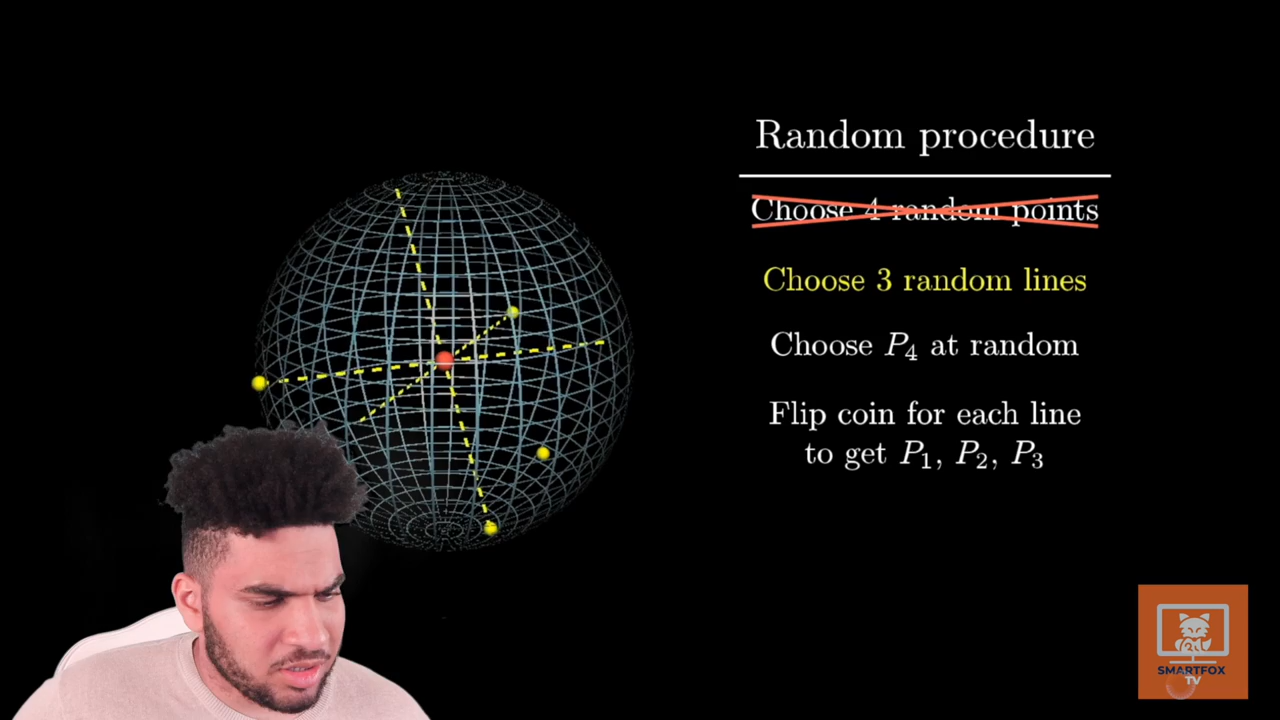 Random procedure
Choose 4 random points
Choose 3 random lines
Choose P₄ at random
Flip coin for each line
to get P₁, P₂, P₃
SMARTFOX
TV